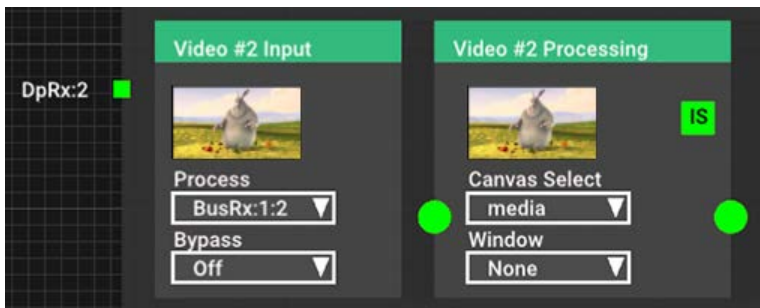 Video #2 Input
Video #2 Processing
DpRx:2
IS
Process
BusRx:1:2
Bypass
Off
Canvas Select
media
Window
None